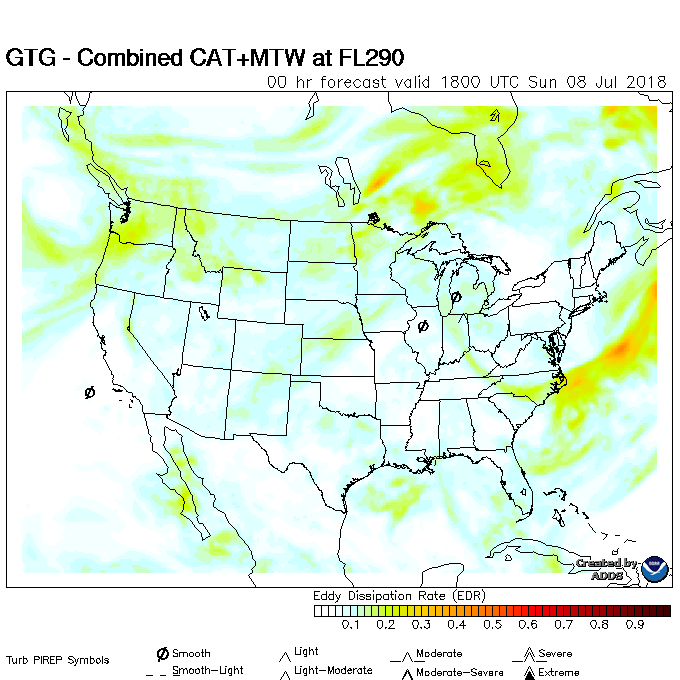 GTG - Combined CAT+MTW at FL290
00 hr forecast valid 1800 UTC Sun 08 Jul 2018
Created by
ADDS
Eddy Dissipation Rate (EDR)
0.1 0.2 0.3 0.4 0.5 0.6 0.7 0.8 0.9
Turb PIREP Symbols
Smooth Light Moderate Severe
Smooth-Light Light-Moderate Moderate-Severe Extreme